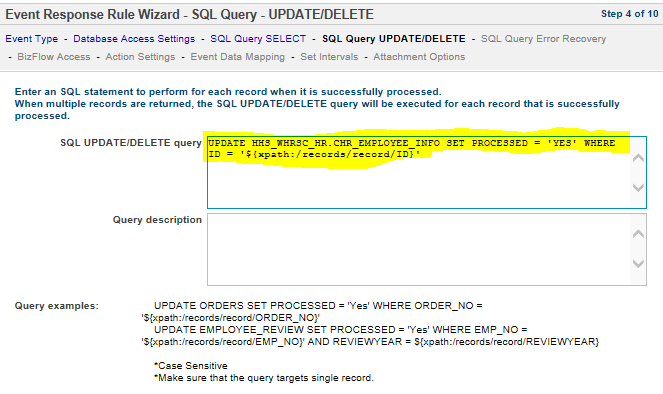 Event Response Rule Wizard - SQL Query - UPDATE/DELETE Step 4 of 10
Event Type - Database Access Settings - SQL Query SELECT - SQL Query UPDATE/DELETE - SQL Query Error Recovery
- BizFlow Access - Action Settings - Event Data Mapping - Set Intervals - Attachment Options
Enter an SQL statement to perform for each record when it is successfully processed.
When multiple records are returned, the SQL UPDATE/DELETE query will be executed for each record that is successfully
processed.
SQL UPDATE/DELETE query UPDATE HHS_WHRSC_HR.CHR_EMPLOYEE_INFO SET PROCESSED = 'YES' WHERE
ID = '${xpath:/records/record/ID}'
Query description
Query examples: UPDATE ORDERS SET PROCESSED = 'Yes' WHERE ORDER_NO =
'${xpath:/records/record/ORDER_NO}'
UPDATE EMPLOYEE_REVIEW SET PROCESSED = 'Yes' WHERE EMP_NO =
'${xpath:/records/record/EMP_NO}' AND REVIEWYEAR = ${xpath:/records/record/REVIEWYEAR}
*Case Sensitive
*Make sure that the query targets single record.